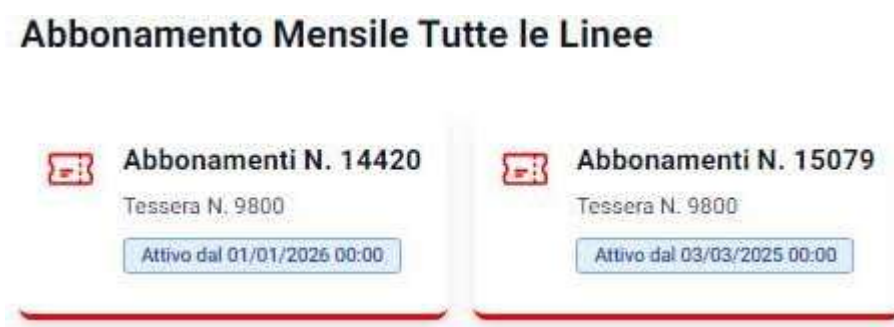 Abbonamento Mensile Tutte le Linee
Abbonamenti N. 14420
Tessera N. 9800
Attivo dal 01/01/2026 00:00
Abbonamenti N. 15079
Tessera N. 9800
Attivo dal 03/03/2025 00:00